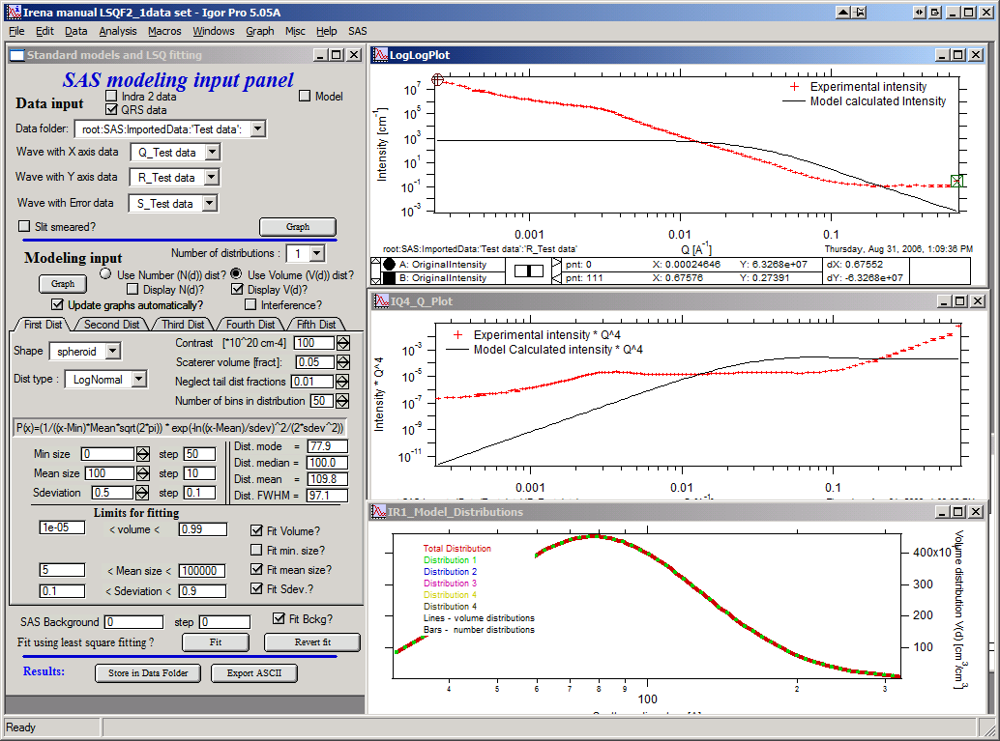 Irena manual LSQF2_1data set - Igor Pro 5.05A
File Edit Data Analysis Macros Windows Graph Misc Help SAS
Standard models and LSQ fitting
SAS modeling input panel
Data input
Indra 2 data
Model
QRS data
Data folder: root:SAS:ImportedData:'Test data':
Wave with X axis data Q_Test data
Wave with Y axis data R_Test data
Wave with Error data S_Test data
Slit smeared?
Graph
Modeling input
Number of distributions : 1
Graph
Use Number (N(d)) dist?
Use Volume (V(d)) dist?
Display N(d)?
Display V(d)?
Update graphs automatically?
Interference?
First Dist Second Dist Third Dist Fourth Dist Fifth Dist
Shape spheroid
Contrast [*10^20 cm-4] 100
Scaterer volume [fract]: 0.05
Dist type : LogNormal
Neglect tail dist fractions 0.01
Number of bins in distribution 50
P(x)=(1/((x-Min)*Mean*sqrt(2*pi)) * exp(-ln((x-Mean)/sdev)^2/(2*sdev^2))
Min size 0 step 50
Mean size 100 step 10
Sdeviation 0.5 step 0.1
Dist. mode = 77.9
Dist. median = 100.0
Dist. mean = 109.8
Dist. FWHM = 97.1
Limits for fitting
1e-05 < volume < 0.99
Fit Volume?
Fit min. size?
5 < Mean size < 100000
Fit mean size?
0.1 < Sdeviation < 0.9
Fit Sdev.?
SAS Background 0 step 0
Fit Bckg?
Fit using least square fitting ?
Fit
Revert fit
Results:
Store in Data Folder
Export ASCII
Ready
LogLogPlot
Experimental intensity
Model calculated Intensity
Intensity [cm-1]
10^7
10^5
10^3
10^1
10^-1
10^-3
0.001 0.01 0.1
root:SAS:ImportedData:'Test data':'R_Test data'
Q [A-1]
Thursday, Aug 31, 2006, 1:09:36 PM
A: OriginalIntensity pnt: 0 X: 0.00024646 Y: 6.3268e+07 dX: 0.67552
B: OriginalIntensity pnt: 111 X: 0.67576 Y: 0.27391 dY: -6.3268e+07
IQ4_Q_Plot
Experimental intensity * Q^4
Model Calculated intensity * Q^4
Intensity * Q^4
10^-3
10^-5
10^-7
10^-9
10^-11
0.001 0.01 0.1
IR1_Model_Distributions
Total Distribution
Distribution 1
Distribution 2
Distribution 3
Distribution 4
Distribution 4
Lines - volume distributions
Bars - number distributions
400x10
300
200
100
Volume distribution V(d) [cm3/cm3]
4 5 6 7 8 9 100 2 3